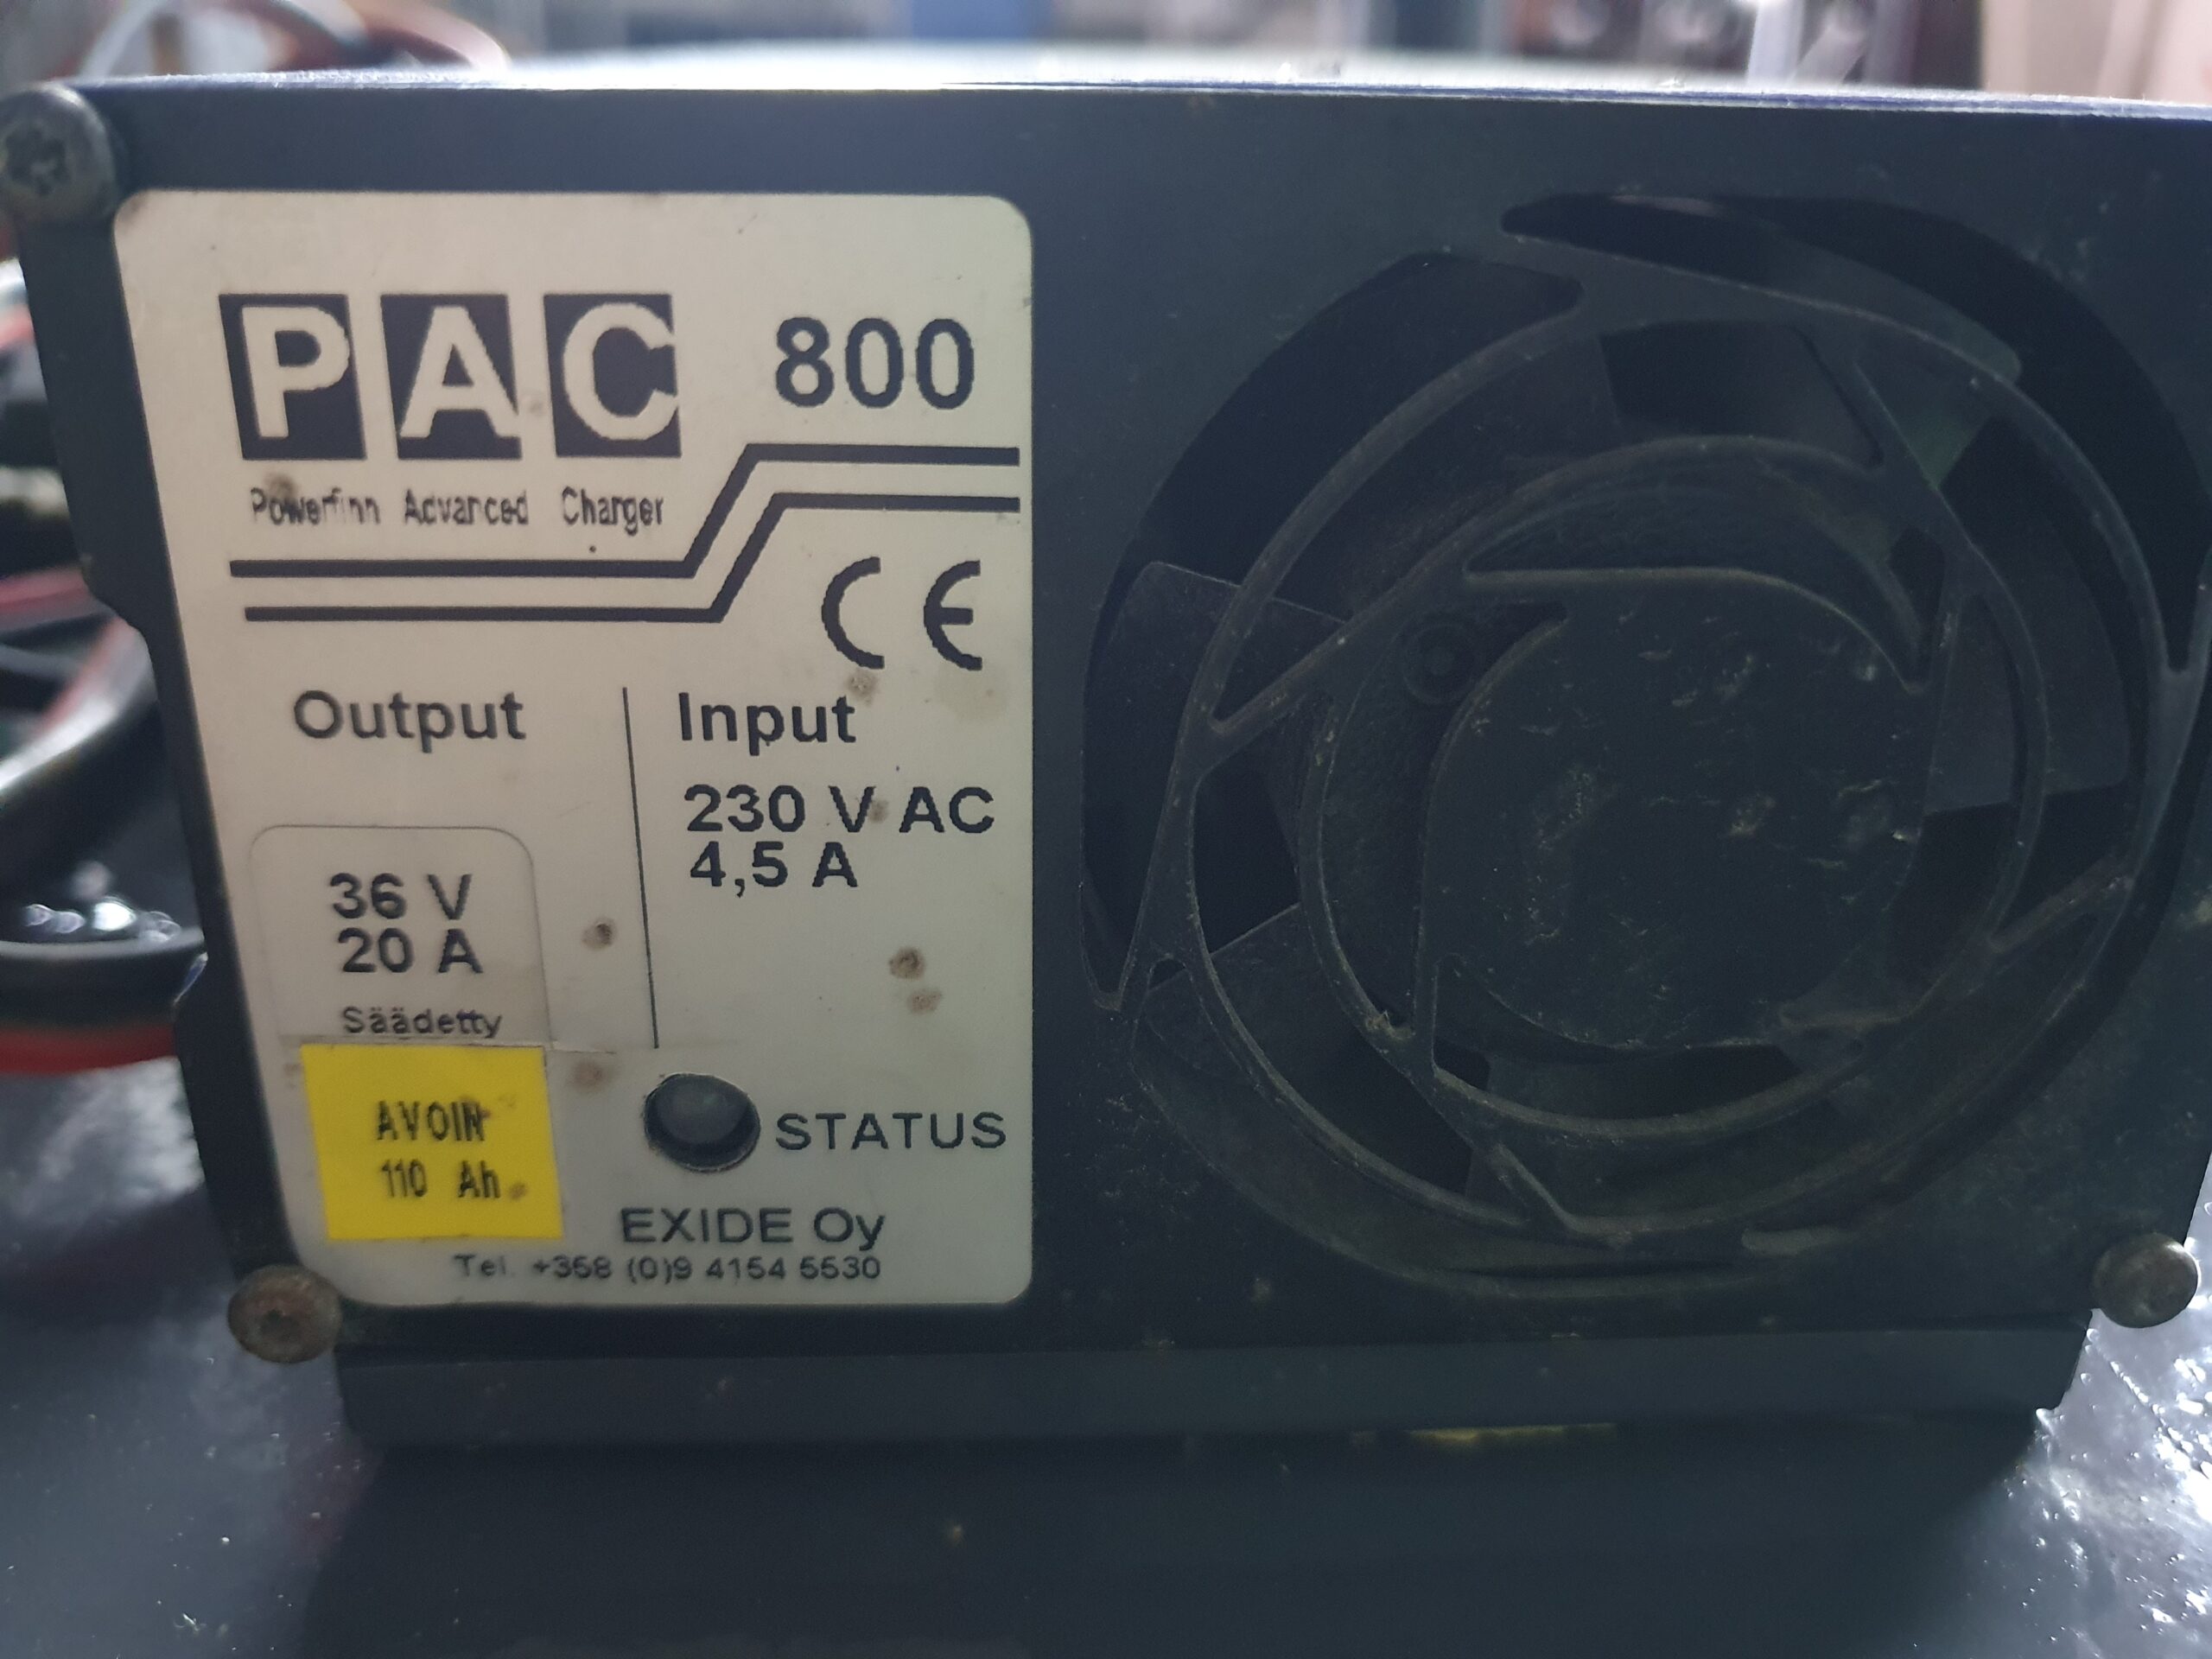 PAC 800
Powerfinn Advanced Charger
CE
Output
36 V
20 A
Säädetty
AVOIN
110 Ah
Input
230 V AC
4,5 A
STATUS
EXIDE Oy
Tel. +358 (0)9 4154 5530